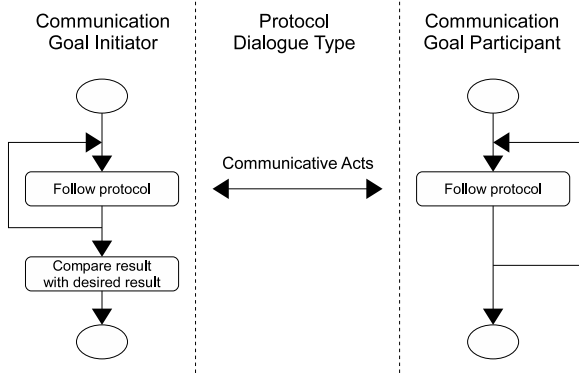 Communication
Goal Initiator
Protocol
Dialogue Type
Communication
Goal Participant
Communicative Acts
Follow protocol
Follow protocol
Compare result
with desired result